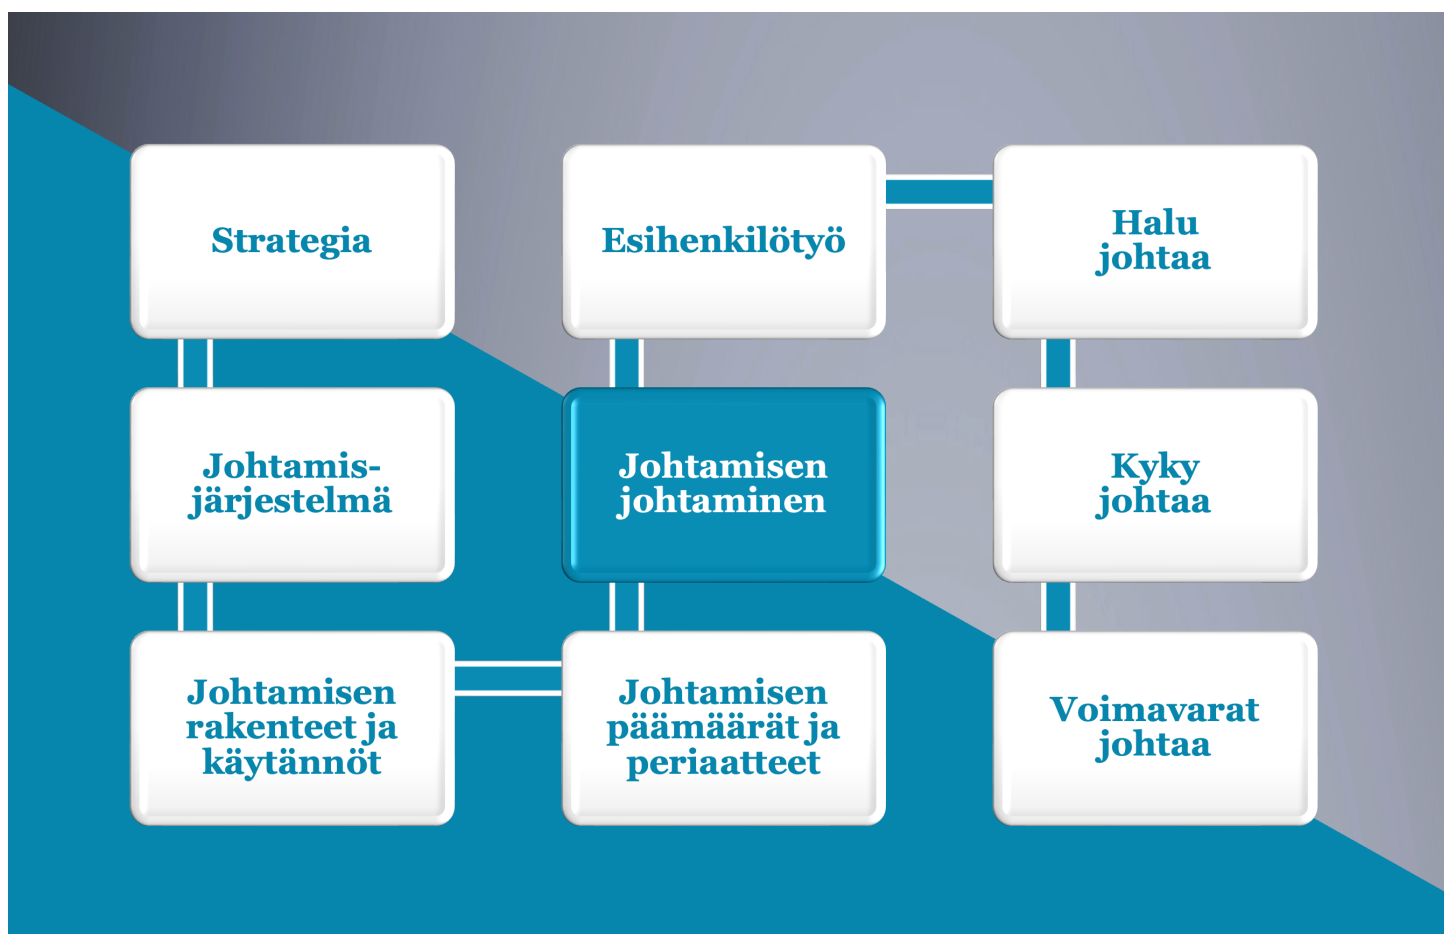 Strategia
Esihenkilötyö
Halu
johtaa
Johtamis-
järjestelmä
Johtamisen
johtaminen
Kyky
johtaa
Johtamisen
rakenteet ja
käytännöt
Johtamisen
päämäärät ja
periaatteet
Voimavarat
johtaa